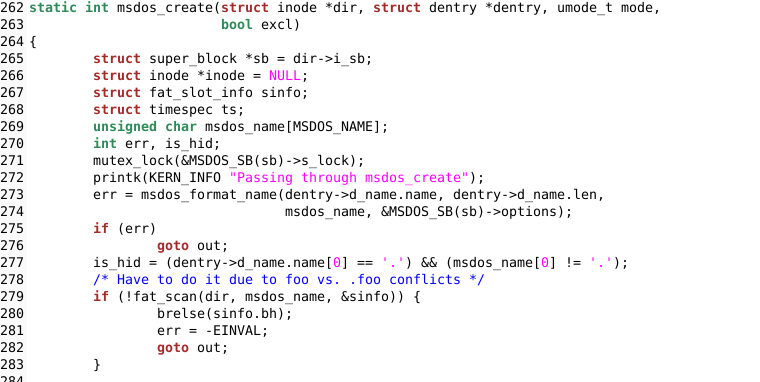 262 static int msdos_create(struct inode *dir, struct dentry *dentry, umode_t mode,
263                         bool excl)
264 {
265         struct super_block *sb = dir->i_sb;
266         struct inode *inode = NULL;
267         struct fat_slot_info sinfo;
268         struct timespec ts;
269         unsigned char msdos_name[MSDOS_NAME];
270         int err, is_hid;
271         mutex_lock(&MSDOS_SB(sb)->s_lock);
272         printk(KERN_INFO "Passing through msdos_create");
273         err = msdos_format_name(dentry->d_name.name, dentry->d_name.len,
274                                 msdos_name, &MSDOS_SB(sb)->options);
275         if (err)
276                 goto out;
277         is_hid = (dentry->d_name.name[0] == '.') && (msdos_name[0] != '.');
278         /* Have to do it due to foo vs. .foo conflicts */
279         if (!fat_scan(dir, msdos_name, &sinfo)) {
280                 brelse(sinfo.bh);
281                 err = -EINVAL;
282                 goto out;
283         }
284